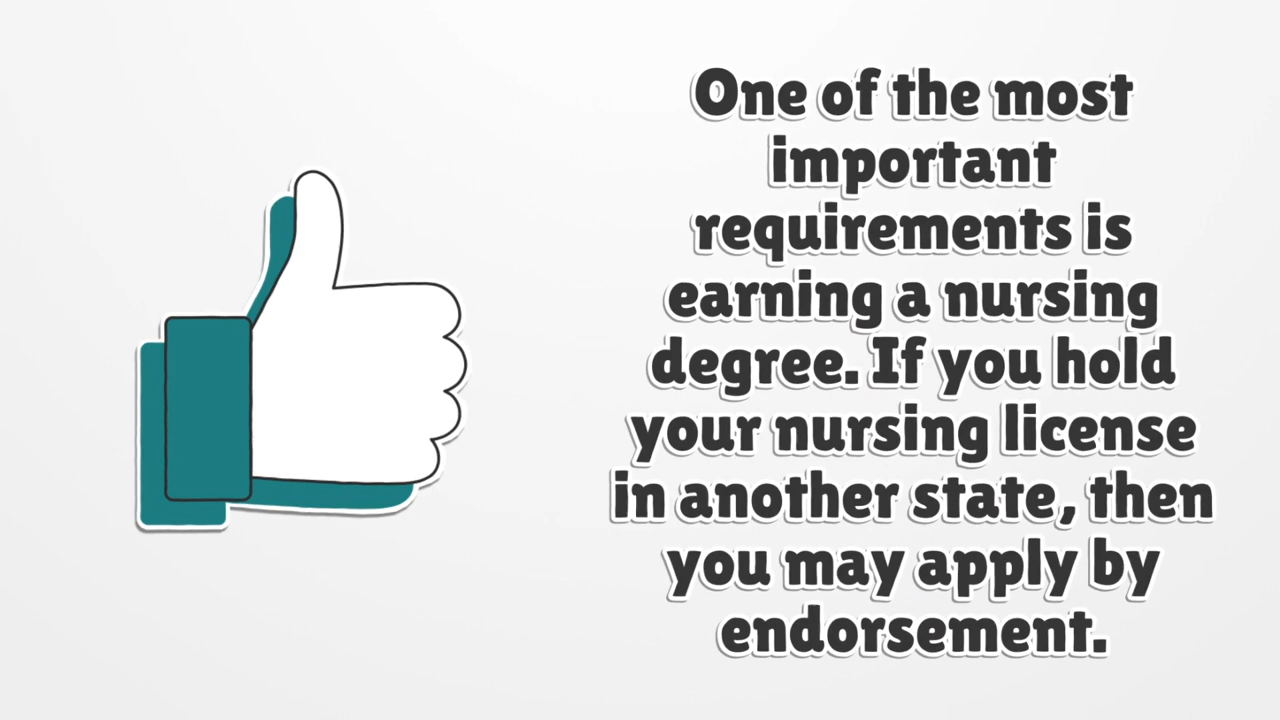 One of the most
important
requirements is
earning a nursing
degree. If you hold
your nursing license
in another state, then
you may apply by
endorsement.